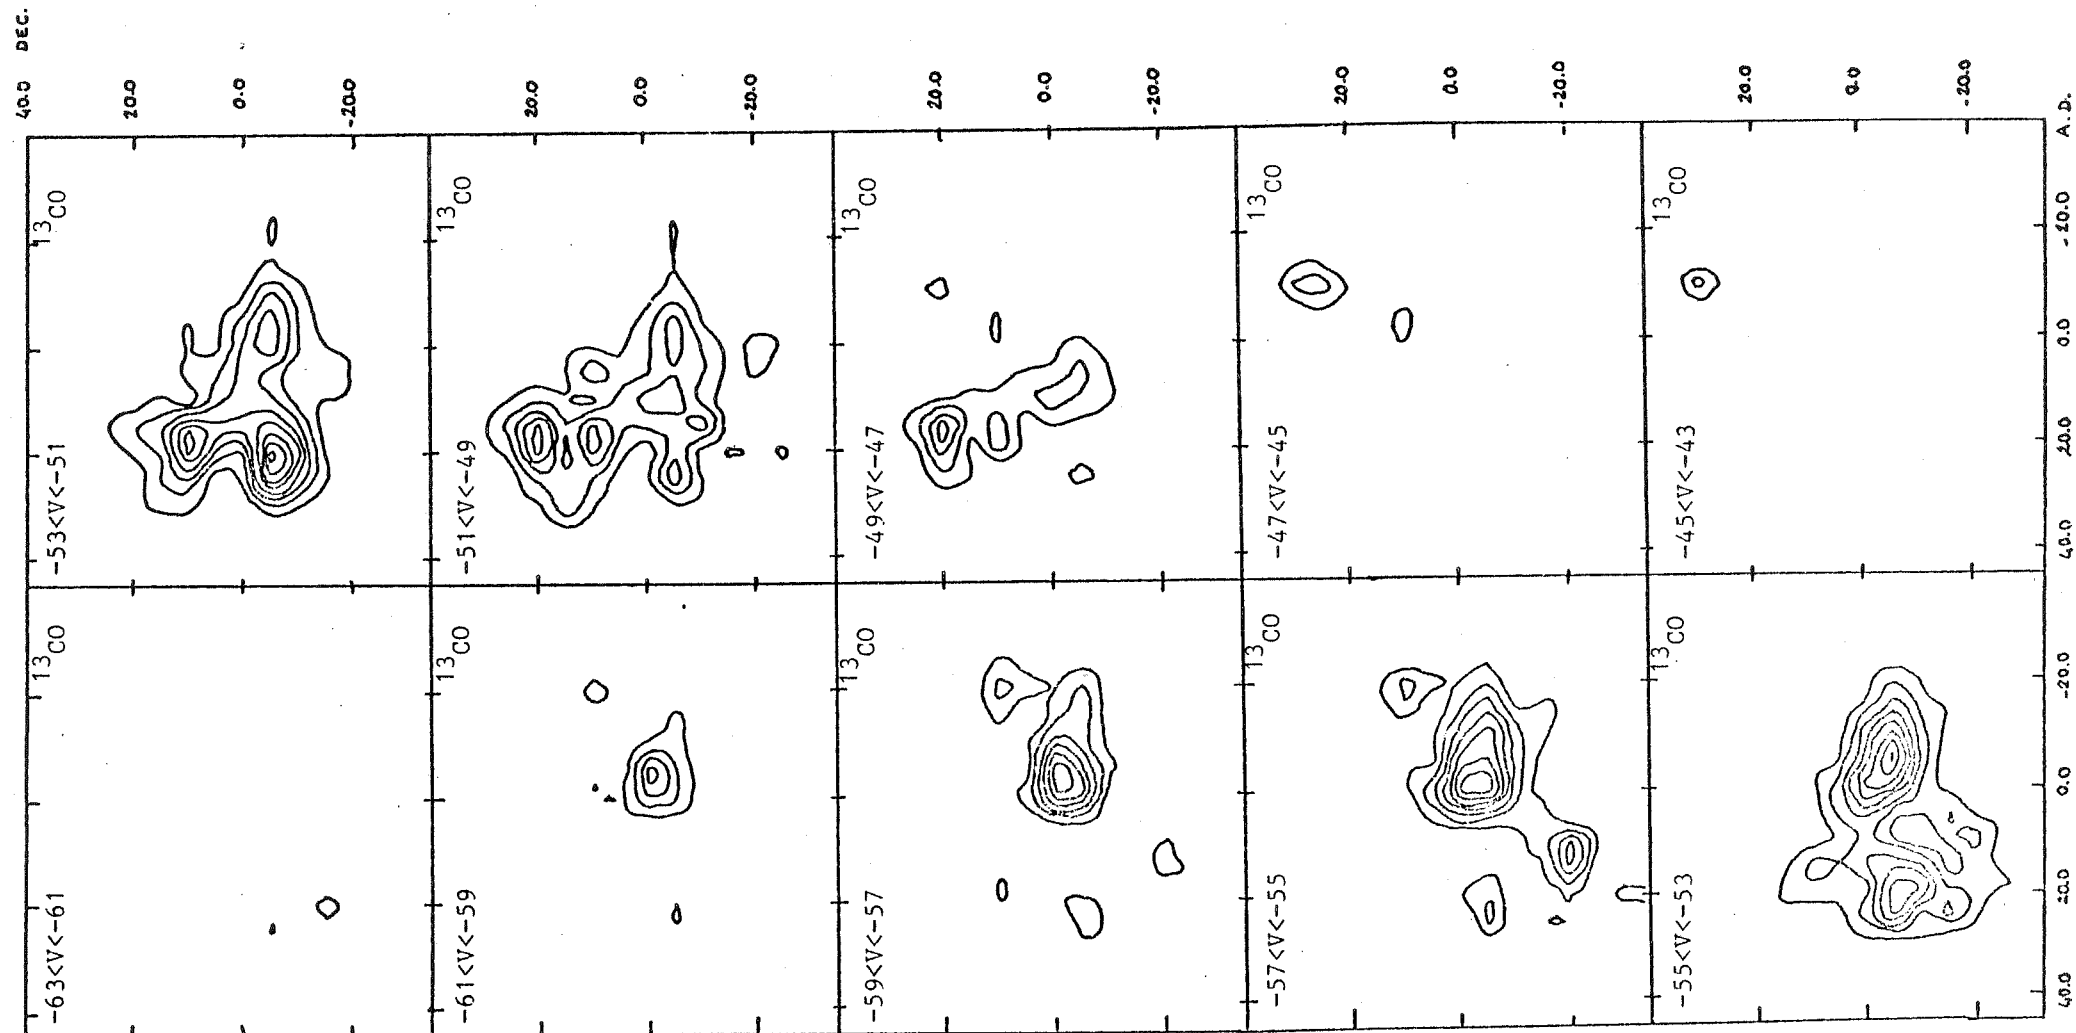 40.0 DEC.
-63<V<-61 13CO
-53<V<-51 13CO
20.0
0.0
-20.0
-61<V<-59 13CO
-51<V<-49 13CO
20.0
0.0
-20.0
-59<V<-57 13CO
-49<V<-47 13CO
20.0
0.0
-20.0
-57<V<-55 13CO
-47<V<-45 13CO
20.0
0.0
-20.0
-55<V<-53 13CO
-45<V<-43 13CO
20.0
0.0
-20.0
40.0 20.0 0.0 -20.0 40.0 20.0 0.0 -20.0 A.D.